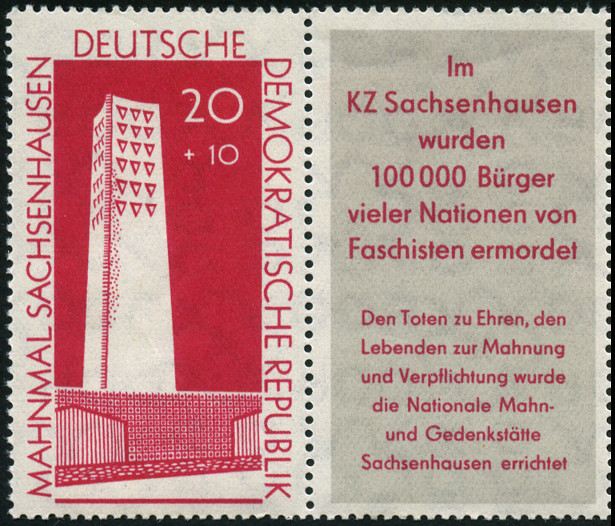 DEUTSCHE
DEMOKRATISCHE REPUBLIK
MAHNMAL SACHSENHAUSEN
20
+ 10
Im
KZ Sachsenhausen
wurden
100 000 Bürger
vieler Nationen von
Faschisten ermordet
Den Toten zu Ehren, den
Lebenden zur Mahnung
und Verpflichtung wurde
die Nationale Mahn-
und Gedenkstätte
Sachsenhausen errichtet